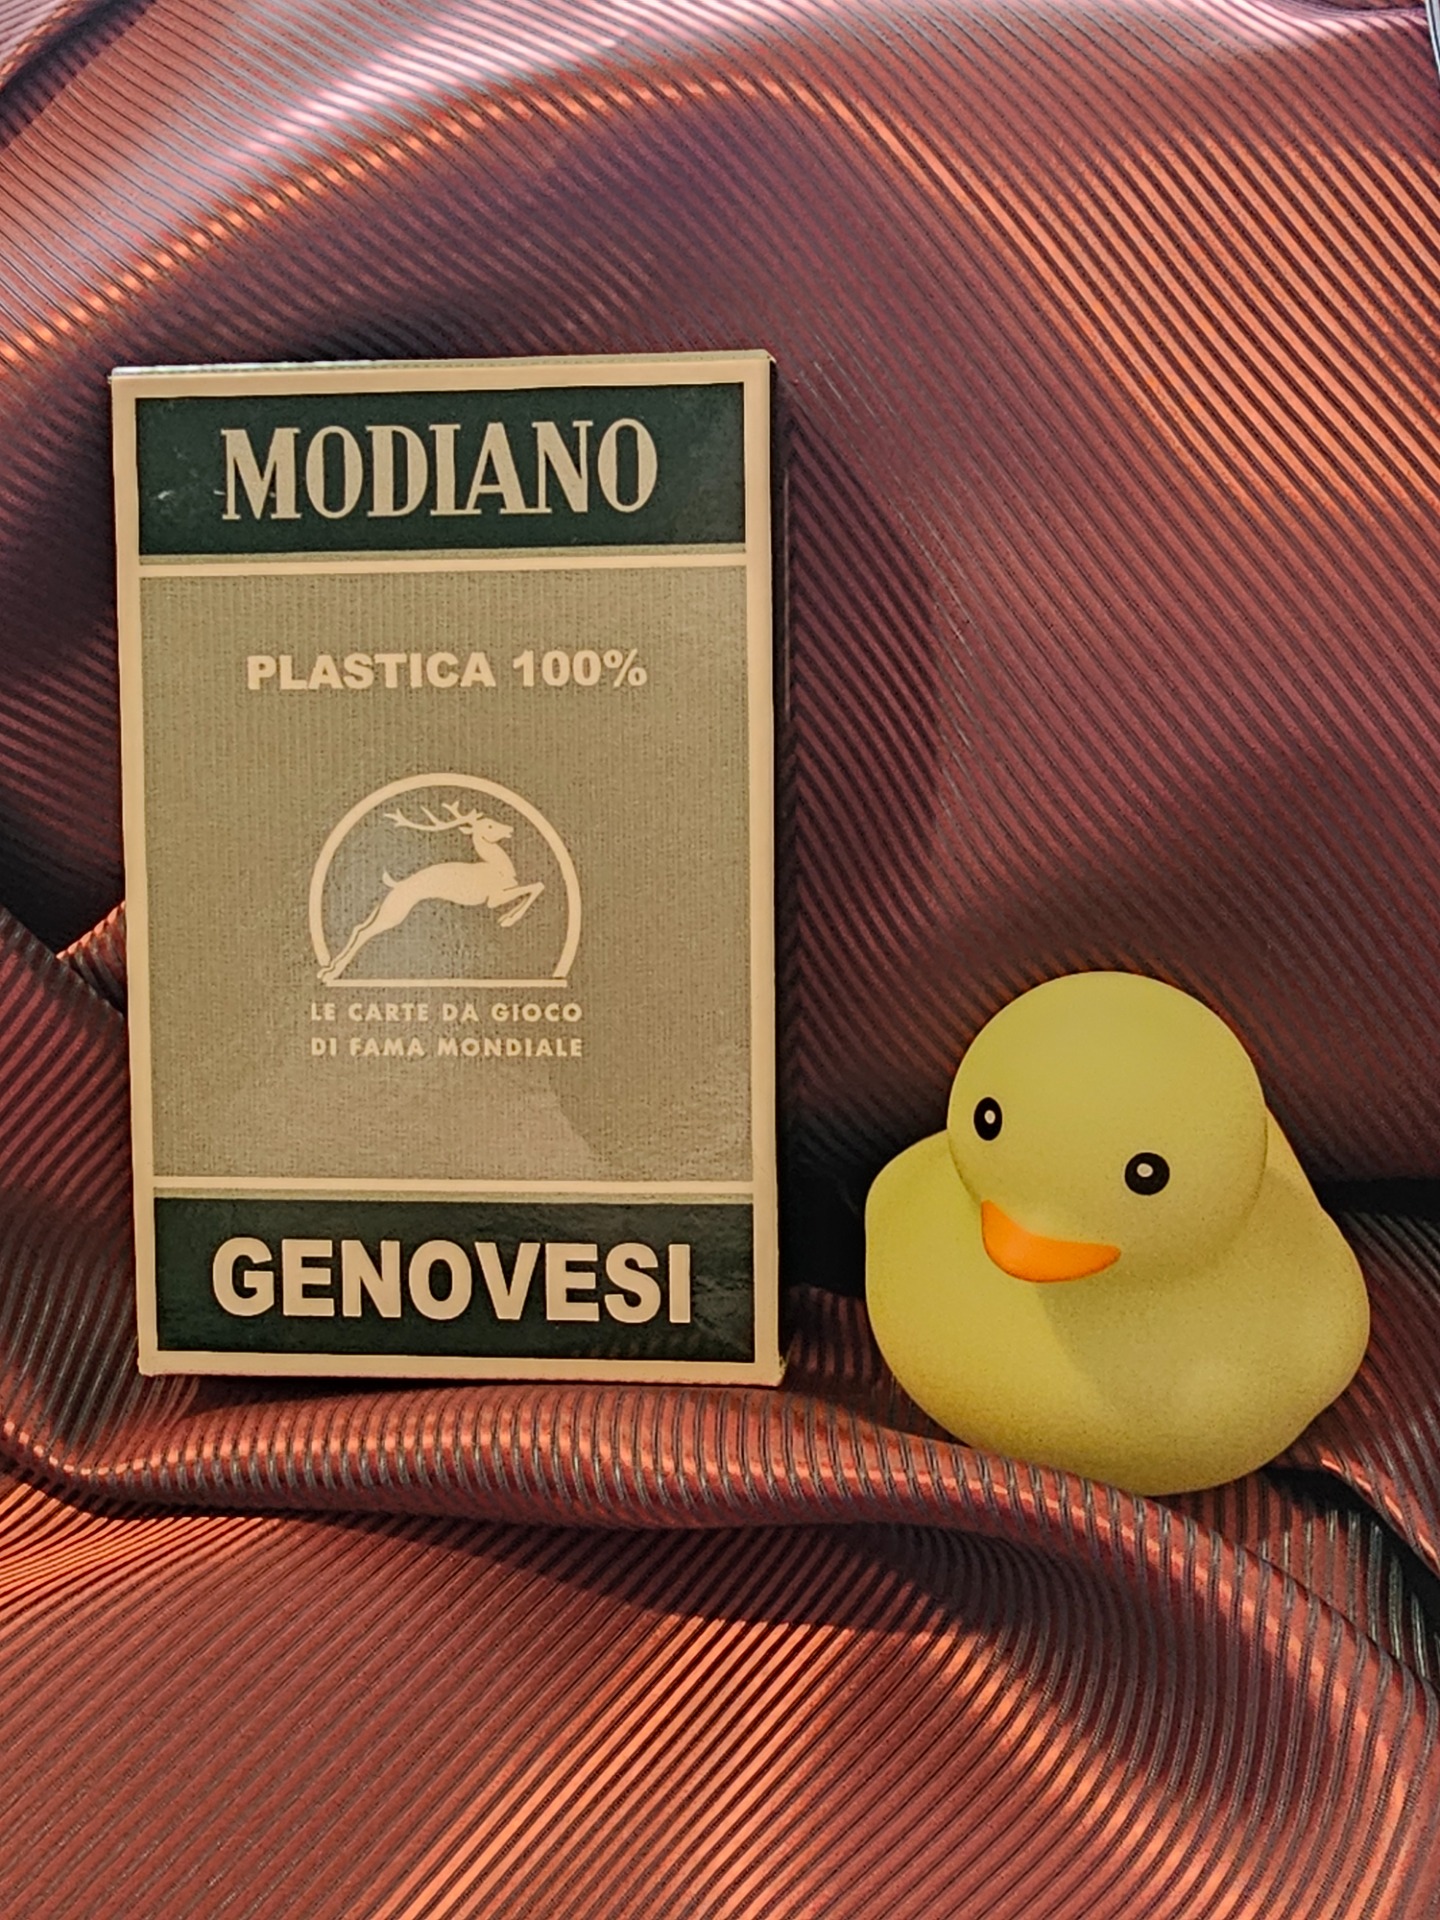 MODIANO
PLASTICA 100%
LE CARTE DA GIOCO
DI FAMA MONDIALE
GENOVESI